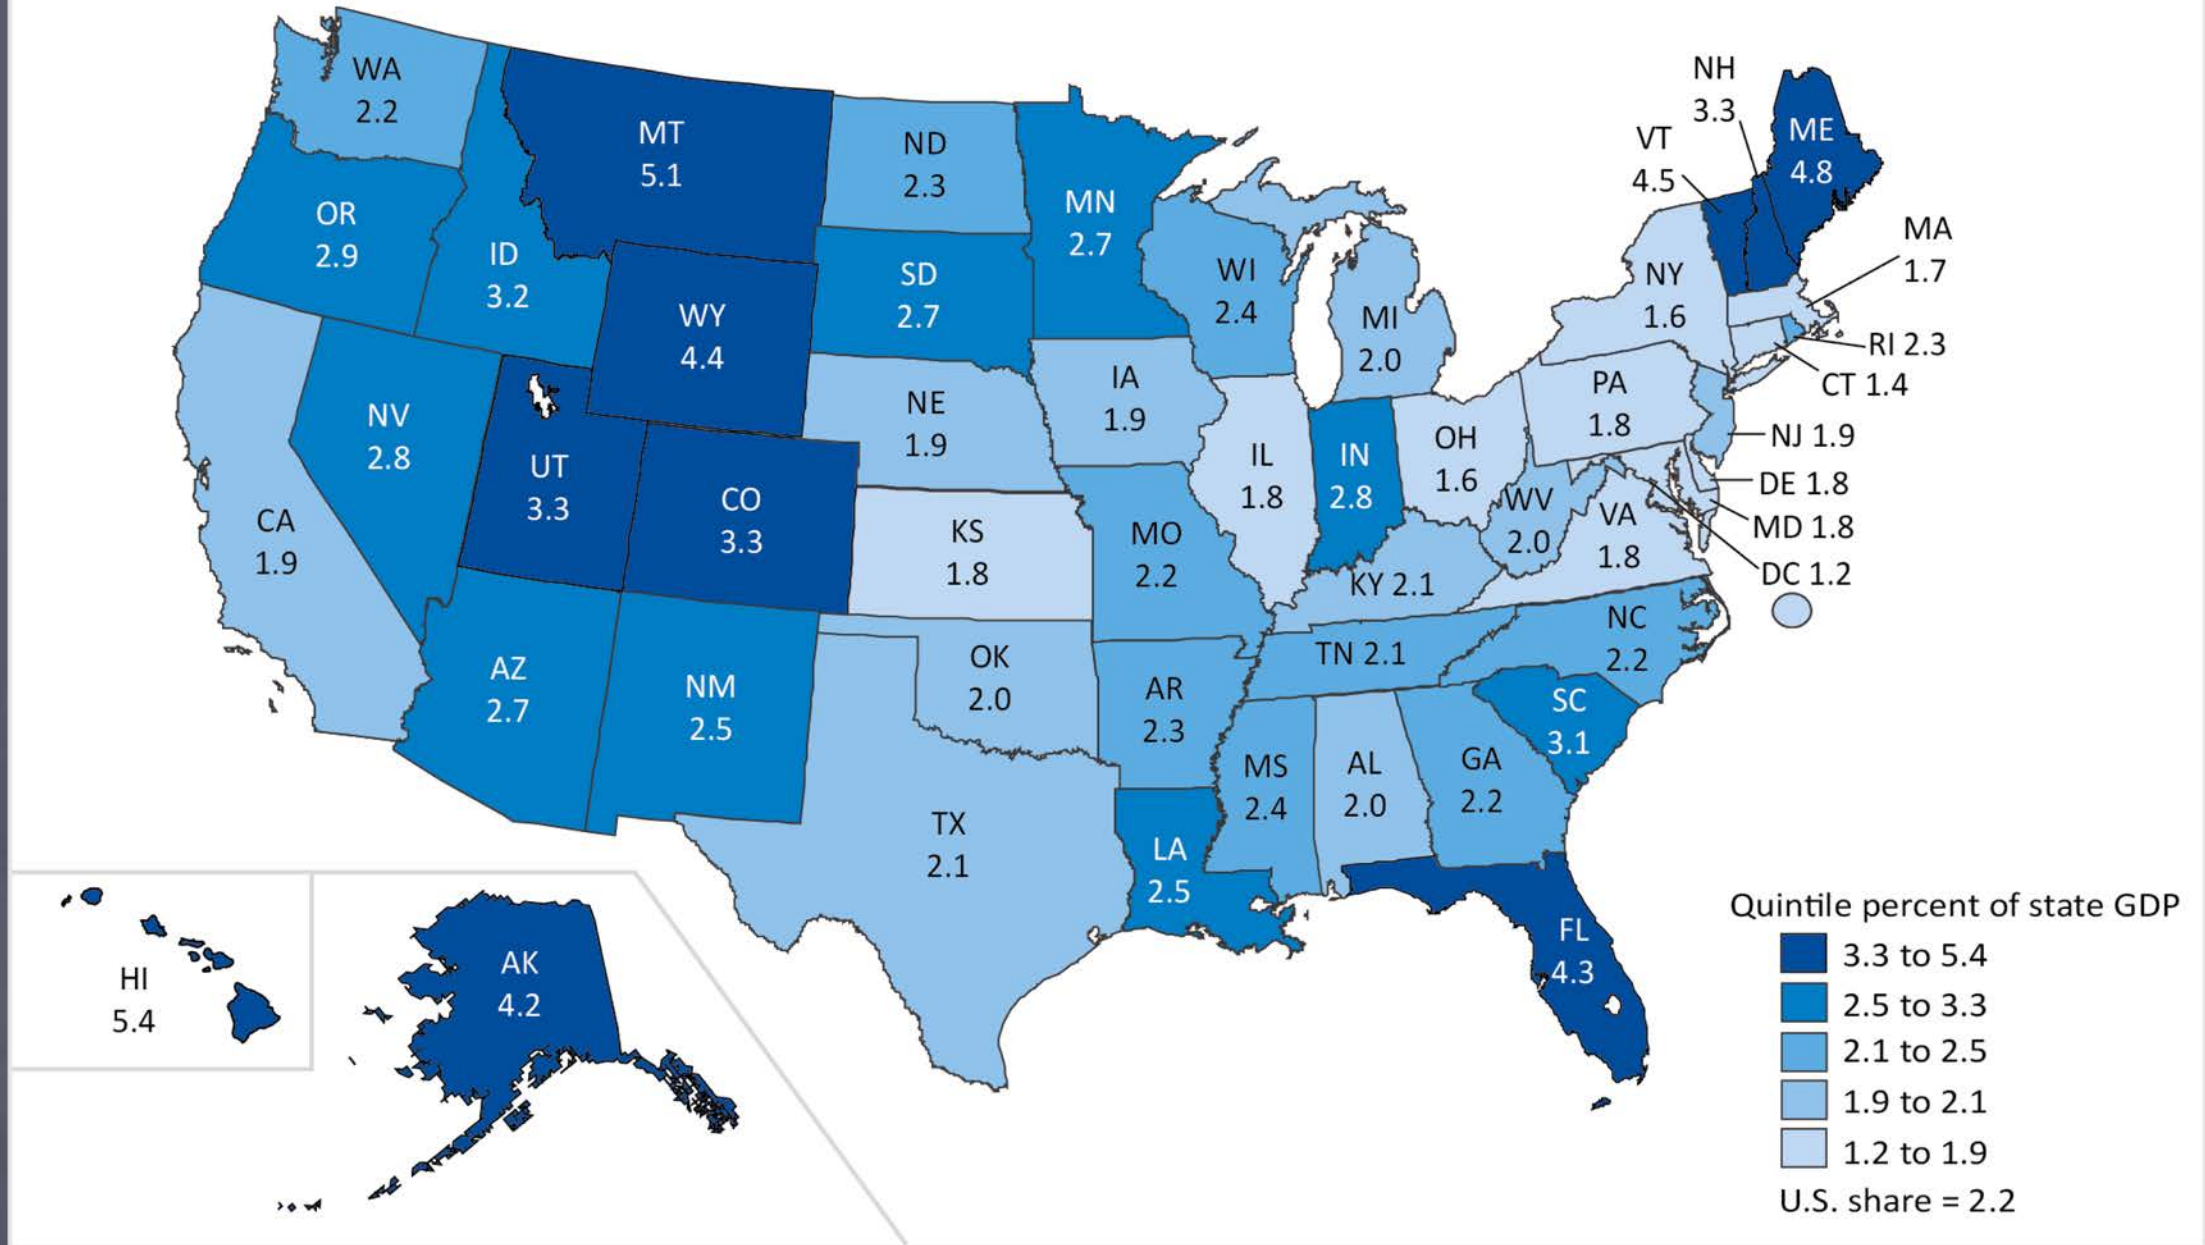 WA
2.2
OR
2.9
CA
1.9
ID
3.2
NV
2.8
MT
5.1
WY
4.4
UT
3.3
CO
3.3
AZ
2.7
NM
2.5
ND
2.3
SD
2.7
NE
1.9
KS
1.8
OK
2.0
TX
2.1
MN
2.7
IA
1.9
MO
2.2
AR
2.3
LA
2.5
WI
2.4
IL
1.8
MI
2.0
IN
2.8
OH
1.6
KY 2.1
TN 2.1
MS
2.4
AL
2.0
GA
2.2
FL
4.3
SC
3.1
NC
2.2
WV
2.0
VA
1.8
PA
1.8
NY
1.6
VT
4.5
NH
3.3
ME
4.8
MA
1.7
RI 2.3
CT 1.4
NJ 1.9
DE 1.8
MD 1.8
DC 1.2
HI
5.4
AK
4.2
Quintile percent of state GDP
3.3 to 5.4
2.5 to 3.3
2.1 to 2.5
1.9 to 2.1
1.2 to 1.9
U.S. share = 2.2